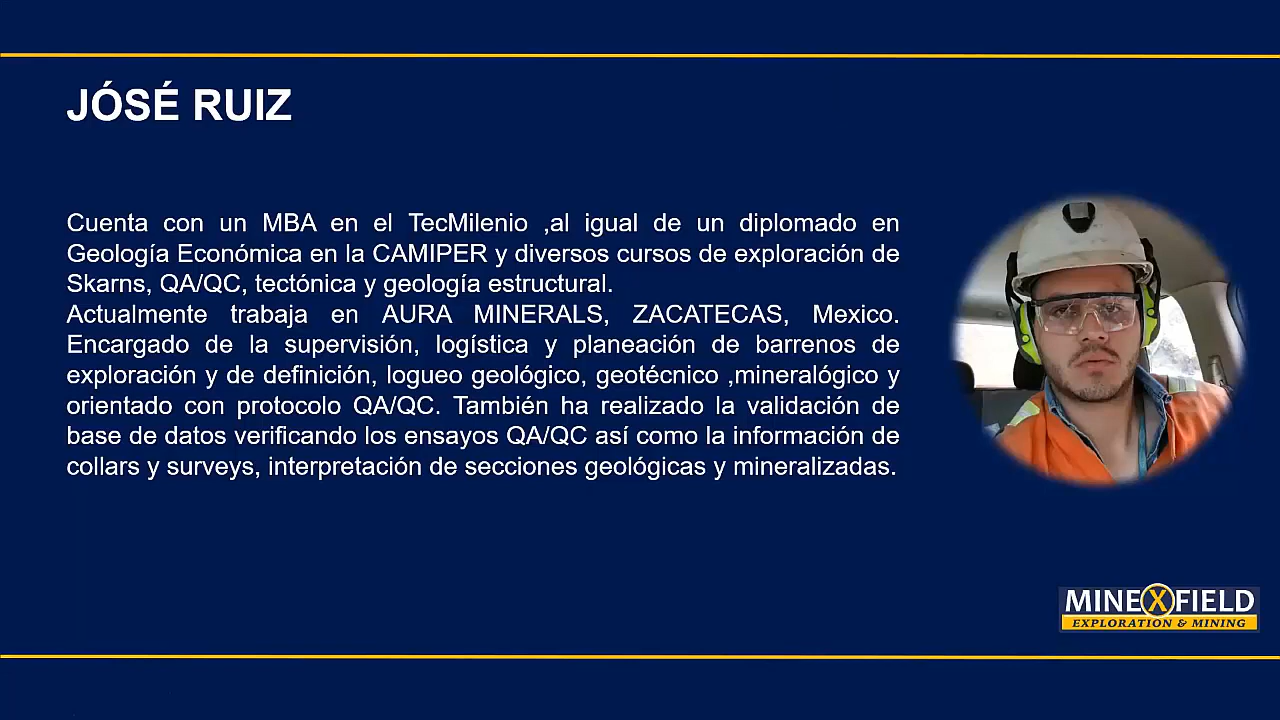 JÓSÉ RUIZ
Cuenta con un MBA en el TecMilenio ,al igual de un diplomado en
Geología Económica en la CAMIPER y diversos cursos de exploración de
Skarns, QA/QC, tectónica y geología estructural.
Actualmente trabaja en AURA MINERALS, ZACATECAS, Mexico.
Encargado de la supervisión, logística y planeación de barrenos de
exploración y de definición, logueo geológico, geotécnico ,mineralógico y
orientado con protocolo QA/QC. También ha realizado la validación de
base de datos verificando los ensayos QA/QC así como la información de
collars y surveys, interpretación de secciones geológicas y mineralizadas.
MINEXFIELD
EXPLORATION & MINING